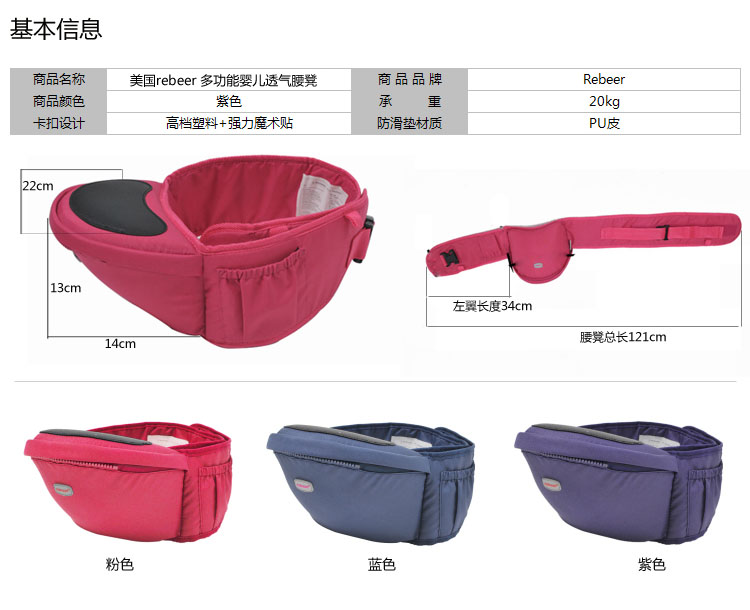 基本信息
商品名称 美国rebeer 多功能婴儿透气腰凳 商品品牌 Rebeer
商品颜色 紫色 承 重 20kg
卡扣设计 高档塑料+强力魔术贴 防滑垫材质 PU皮
22cm
13cm
14cm
左翼长度34cm
腰凳总长121cm
粉色 蓝色 紫色